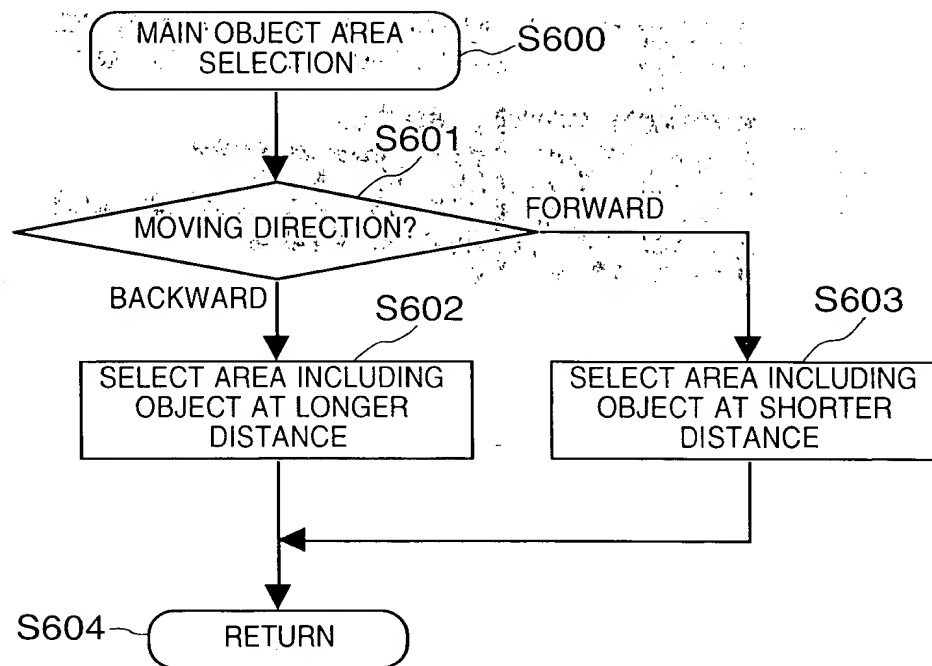 MAIN OBJECT AREA
SELECTION
S600
S601
MOVING DIRECTION?
FORWARD
BACKWARD
S602
S603
SELECT AREA INCLUDING
OBJECT AT LONGER
DISTANCE
SELECT AREA INCLUDING
OBJECT AT SHORTER
DISTANCE
S604
RETURN